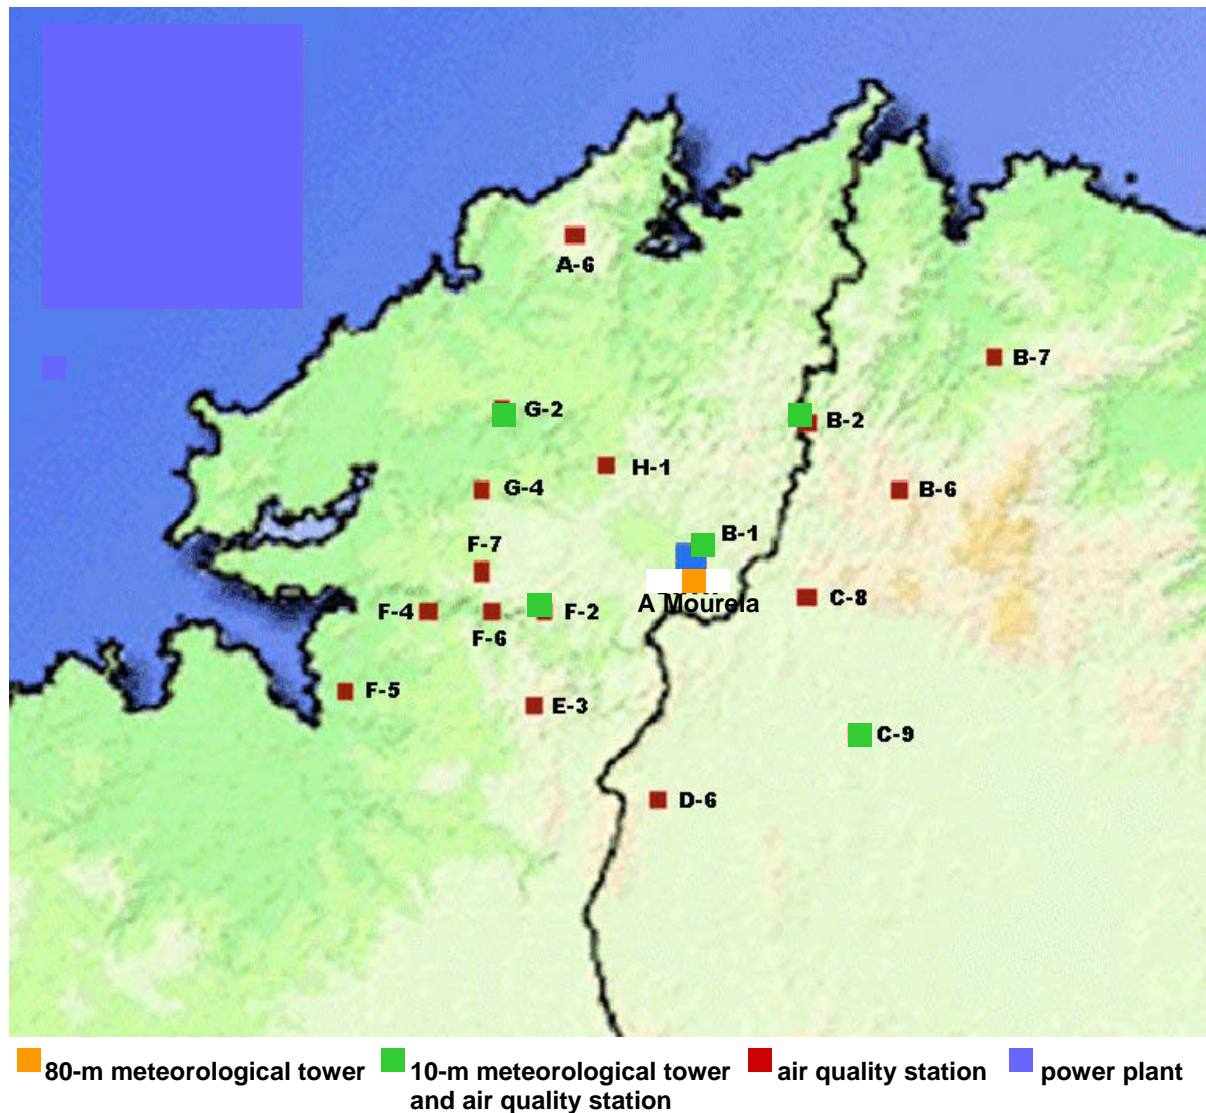 A-6
B-7
G-2
B-2
H-1
G-4
B-6
B-1
F-7
C-8
A Mourela
F-4
F-6
F-2
F-5
E-3
C-9
D-6
80-m meteorological tower
10-m meteorological tower
and air quality station
air quality station
power plant